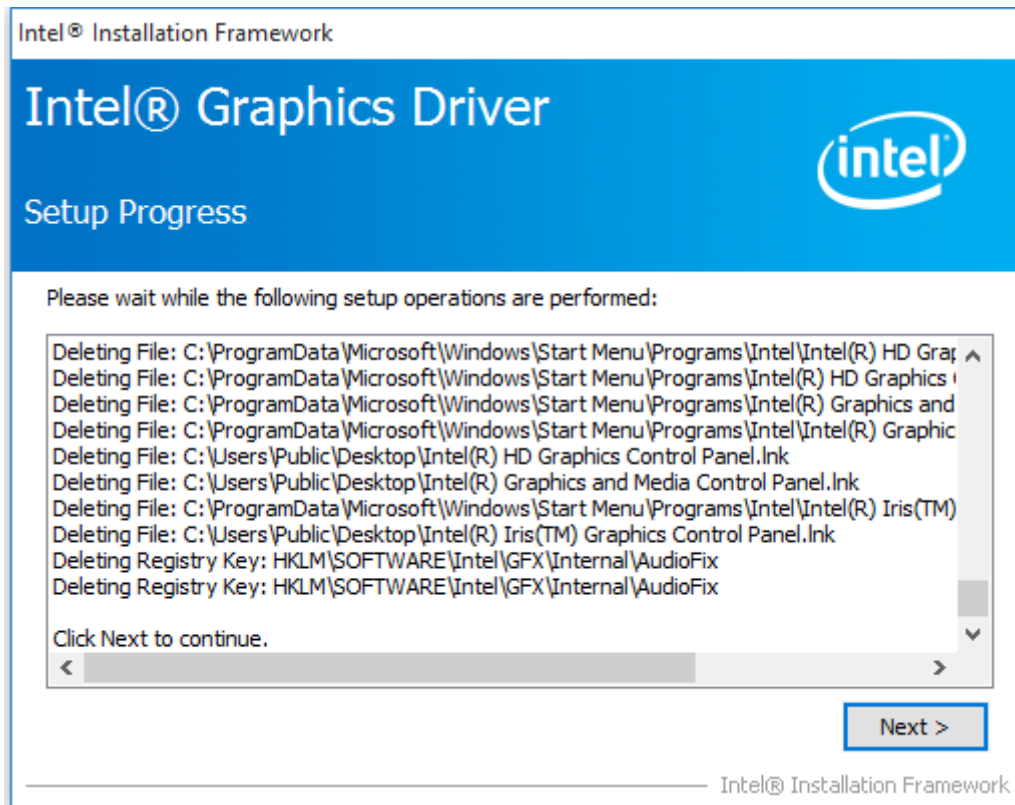 Intel® Installation Framework
Intel® Graphics Driver
intel
Setup Progress
Please wait while the following setup operations are performed:
Deleting File: C:\ProgramData\Microsoft\Windows\Start Menu\Programs\Intel\Intel(R) HD
Deleting File: C:\ProgramData\Microsoft\Windows\Start Menu\Programs\Intel(R) HD Graphics
Deleting File: C:\ProgramData\Microsoft\Windows\Start Menu\Programs\Intel(R) Graphics and
Deleting File: C:\ProgramData\Microsoft\Windows\Start Menu\Programs\Intel\Intel(R) Graphic
Deleting File: C:\Users\Public\Desktop\Intel(R) HD Graphics Control Panel.lnk
Deleting File: C:\Users\Public\Desktop\Intel(R) Graphics and Media Control Panel.lnk
Deleting File: C:\ProgramData\Microsoft\Windows\Start Menu\Programs\Intel\Intel(R) Iris(TM)
Deleting File: C:\Users\Public\Desktop\Intel(R) Iris(TM) Graphics Control Panel.lnk
Deleting Registry Key: HKLM\SOFTWARE\Intel\GFX\Internal\AudioFix
Deleting Registry Key: HKLM\SOFTWARE\Intel\GFX\Internal\AudioFix
Click Next to continue.
Next >
Intel® Installation Framework